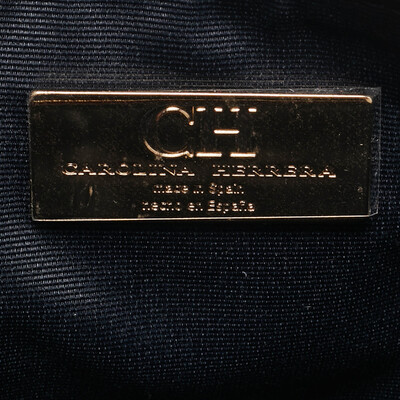 CH
CAROLINA HERRERA
made in Spain
hecho en España